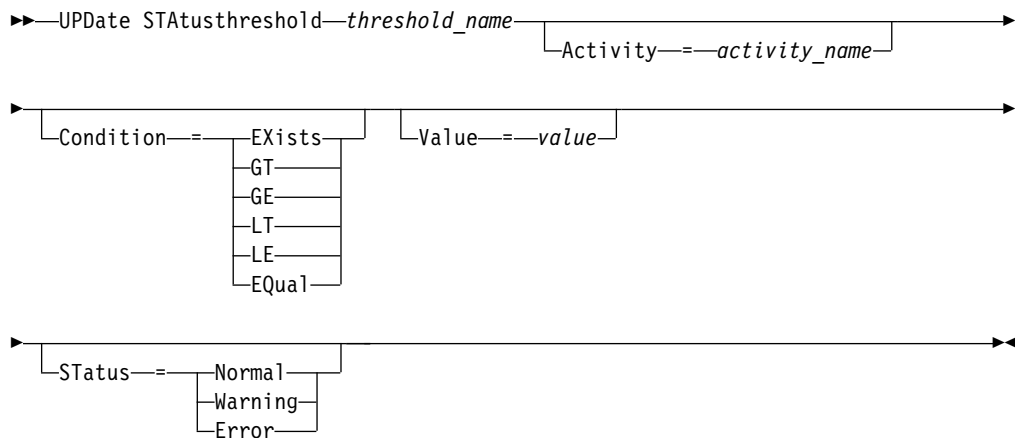 UPDate STAtusthreshold threshold_name
Activity = activity_name
Condition = EXists
GT
GE
LT
LE
EQual
Value = value
STatus = Normal
Warning
Error